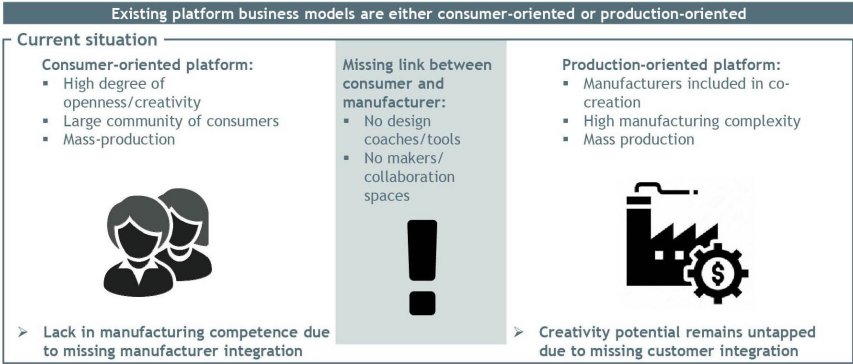 Existing platform business models are either consumer-oriented or production-oriented
Current situation
Consumer-oriented platform:
▪ High degree of
openness/creativity
▪ Large community of consumers
▪ Mass-production
➢ Lack in manufacturing competence due
to missing manufacturer integration
Missing link between
consumer and
manufacturer:
▪ No design
coaches/tools
▪ No makers/
collaboration
spaces
!
Production-oriented platform:
▪ Manufacturers included in co-
creation
▪ High manufacturing complexity
▪ Mass production
$
➢ Creativity potential remains untapped
due to missing customer integration